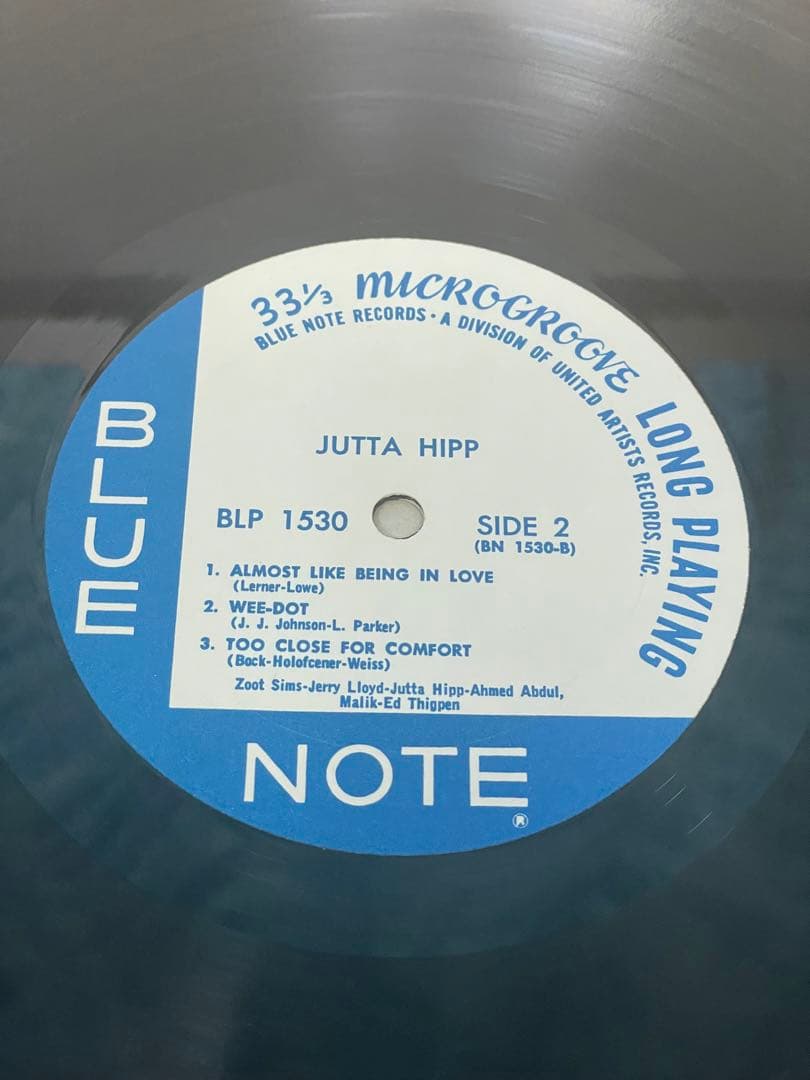 33⅓ MICROGROOVE LONG PLAYING
BLUE NOTE RECORDS • A DIVISION OF UNITED ARTISTS RECORDS, INC.
JUTTA HIPP
BLP 1530
SIDE 2
(BN 1530-B)
1. ALMOST LIKE BEING IN LOVE
(Lerner-Lowe)
2. WEE-DOT
(J. J. Johnson-L. Parker)
3. TOO CLOSE FOR COMFORT
(Bock-Holofcener-Weiss)
Zoot Sims-Jerry Lloyd-Jutta Hipp-Ahmed Abdul,
Malik-Ed Thigpen
BLUE
NOTE
®